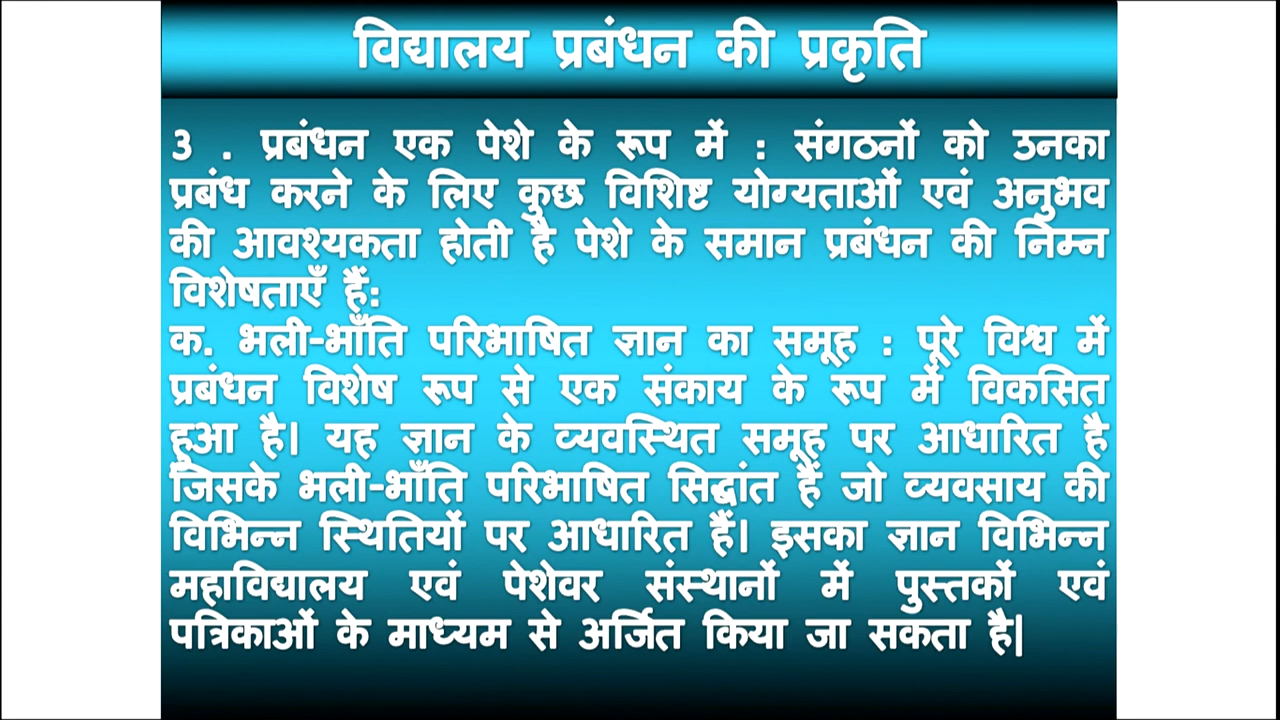 विद्यालय प्रबंधन की प्रकृति
3 . प्रबंधन एक पेशे के रूप में : संगठनों को उनका
प्रबंध करने के लिए कुछ विशिष्ट योग्यताओं एवं अनुभव
की आवश्यकता होती है पेशे के समान प्रबंधन की निम्न
विशेषताएँ हैं:
क. भली-भाँति परिभाषित ज्ञान का समूह : पूरे विश्व में
प्रबंधन विशेष रूप से एक संकाय के रूप में विकसित
हुआ है। यह ज्ञान के व्यवस्थित समूह पर आधारित है
जिसके भली-भाँति परिभाषित सिद्धांत हैं जो व्यवसाय की
विभिन्न स्थितियों पर आधारित हैं। इसका ज्ञान विभिन्न
महाविद्यालय एवं पेशेवर संस्थानों में पुस्तकों एवं
पत्रिकाओं के माध्यम से अर्जित किया जा सकता है|